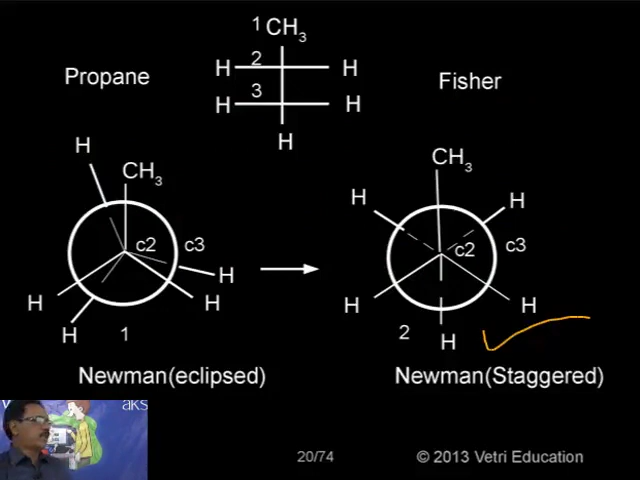 1 CH3
Propane
2
H H
Fisher
3
H H
H
H
CH3
c2 c3
H
H H
H
1
Newman(eclipsed)
CH3
H H
c2 c3
H H
2
H
Newman(Staggered)
aks
20/74
© 2013 Vetri Education